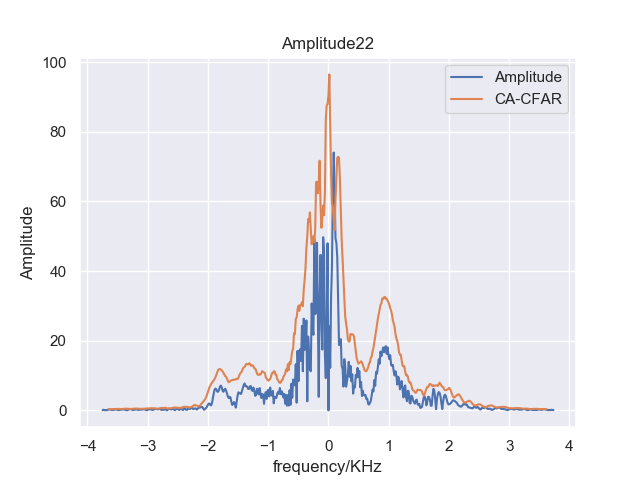 Amplitude22
Amplitude
CA-CFAR
100
80
60
40
20
0
Amplitude
−4 −3 −2 −1 0 1 2 3 4
frequency/KHz